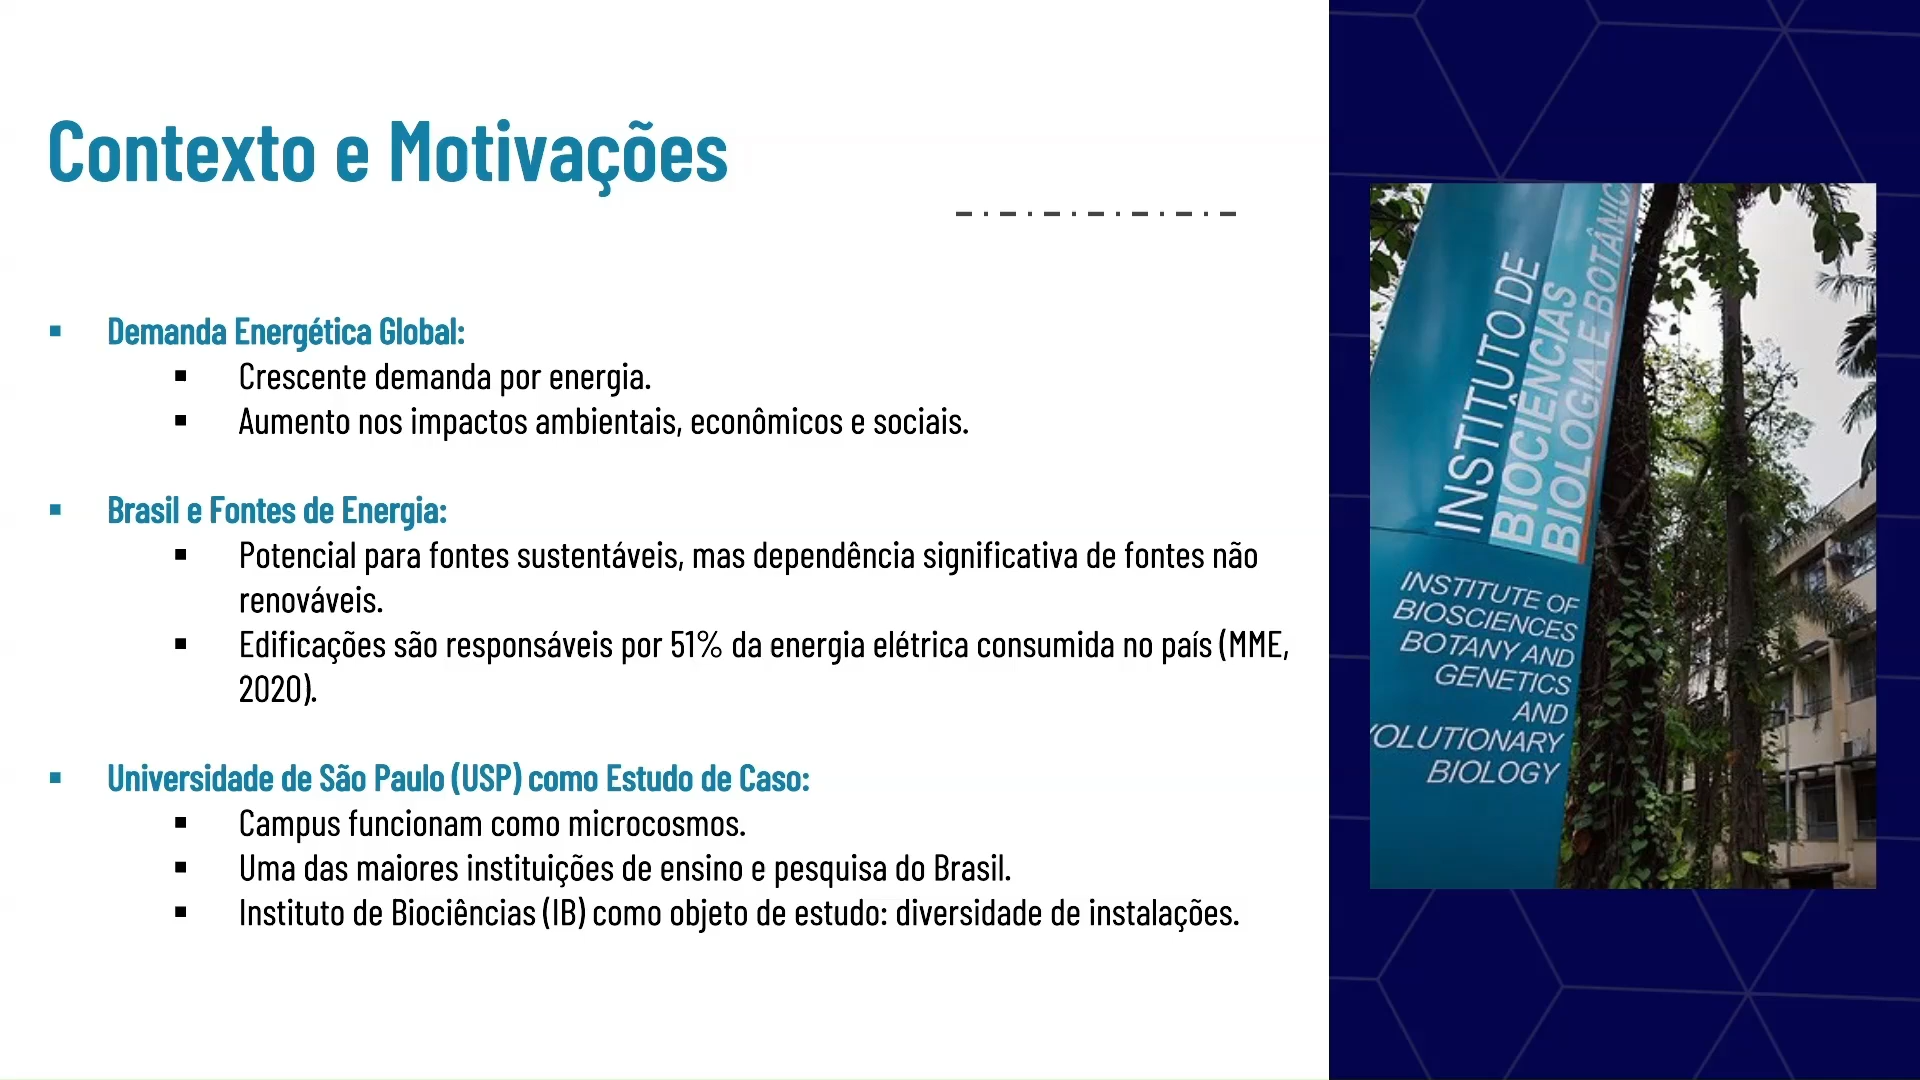 Contexto e Motivações
Demanda Energética Global:
Crescente demanda por energia.
Aumento nos impactos ambientais, econômicos e sociais.
Brasil e Fontes de Energia:
Potencial para fontes sustentáveis, mas dependência significativa de fontes não
renováveis.
Edificações são responsáveis por 51% da energia elétrica consumida no país (MME,
2020).
Universidade de São Paulo (USP) como Estudo de Caso:
Campus funcionam como microcosmos.
Uma das maiores instituições de ensino e pesquisa do Brasil.
Instituto de Biociências (IB) como objeto de estudo: diversidade de instalações.
INSTITUTO DE
BIOCIÊNCIAS
BIOLOGIA E BOTÂNIC
INSTITUTE OF
BIOSCIENCES
BOTANY AND
GENETICS
AND
VOLUTIONARY
BIOLOGY